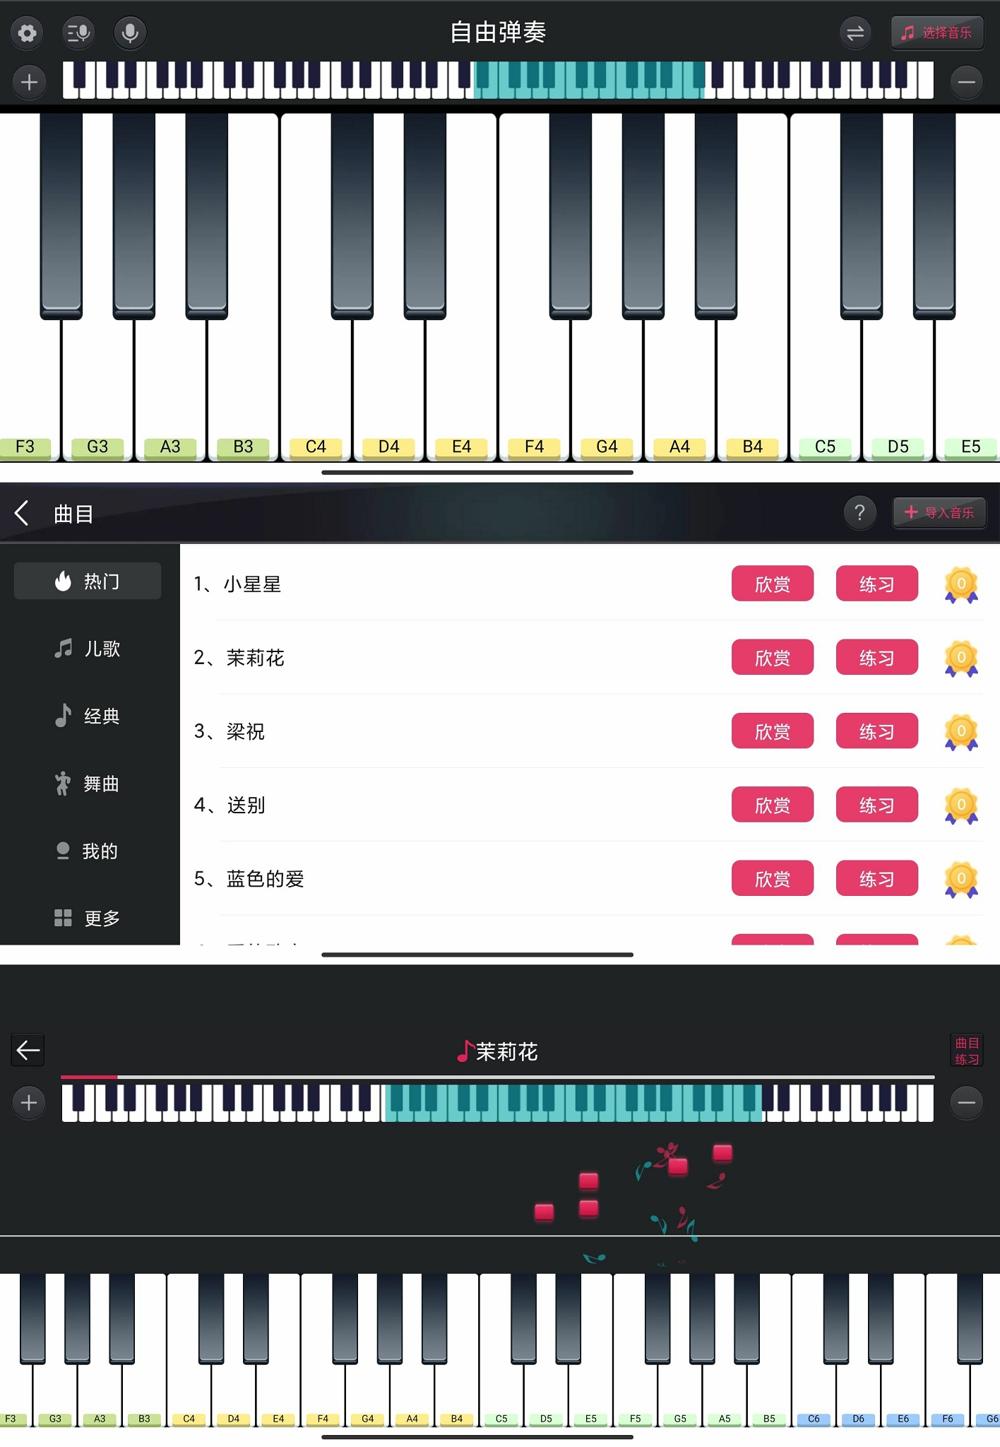 自由弹奏
选择音乐
F3 G3 A3 B3 C4 D4 E4 F4 G4 A4 B4 C5 D5 E5
曲目
?
导入音乐
热门
儿歌
经典
舞曲
我的
更多
1、小星星 欣赏 练习 0
2、茉莉花 欣赏 练习 0
3、梁祝 欣赏 练习 0
4、送别 欣赏 练习 0
5、蓝色的爱 欣赏 练习 0
茉莉花
曲目
练习
F3 G3 A3 B3 C4 D4 E4 F4 G4 A4 B4 C5 D5 E5 F5 G5 A5 B5 C6 D6 E6 F6 G6